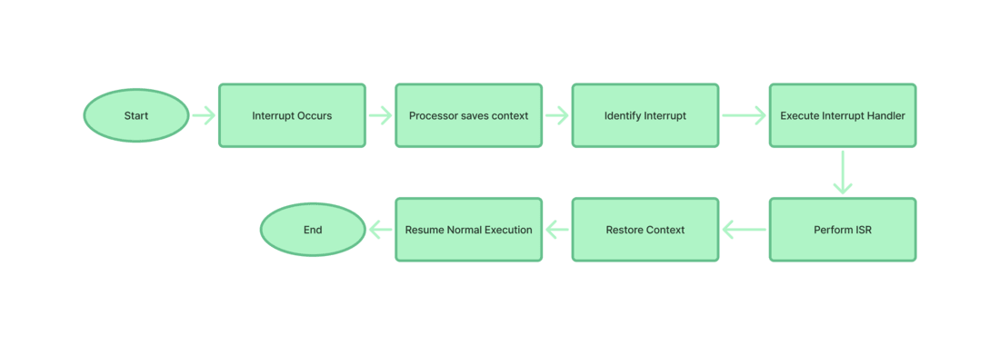 Start
Interrupt Occurs
Processor saves context
Identify Interrupt
Execute Interrupt Handler
Perform ISR
Restore Context
Resume Normal Execution
End